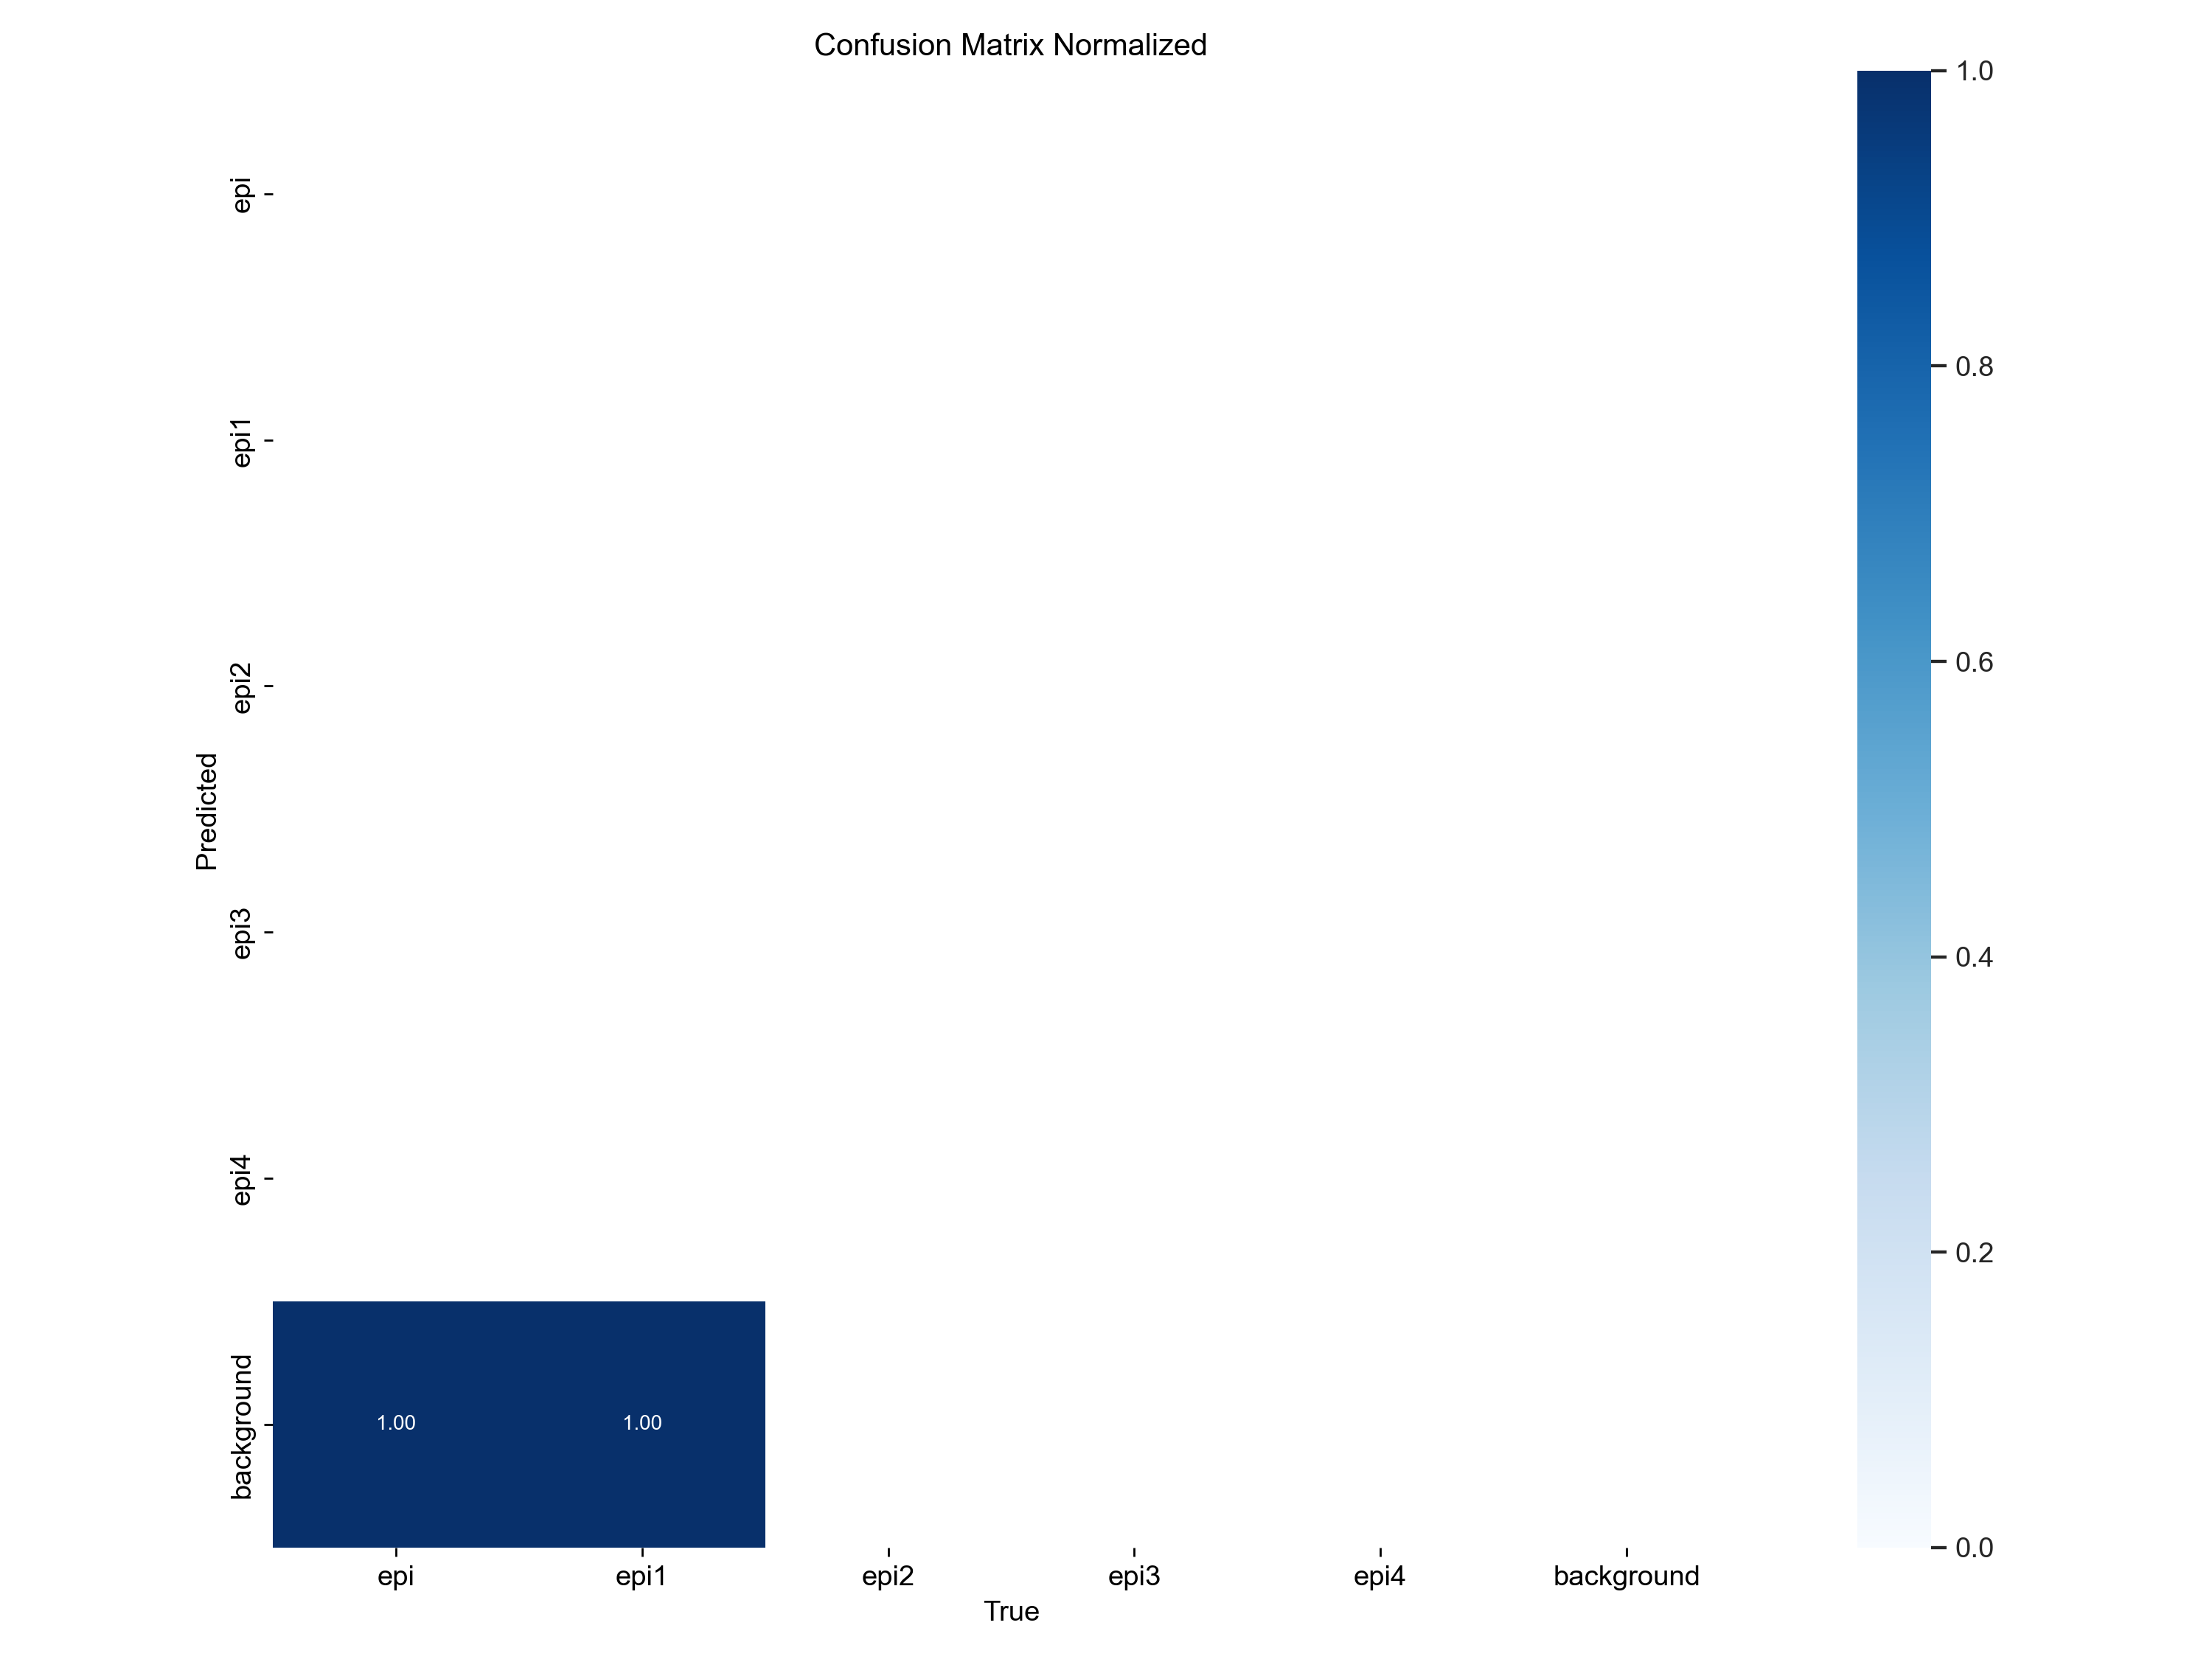 Confusion Matrix Normalized
1.0
0.8
0.6
0.4
0.2
0.0
Predicted
epi
epi1
epi2
epi3
epi4
background
1.00 1.00
epi epi1 epi2 epi3 epi4 background
True